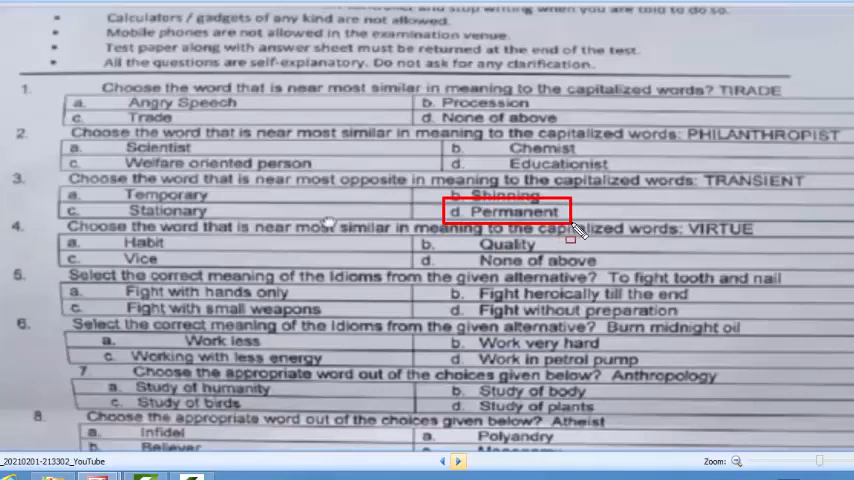 controller and stop writing when you are told to do so.
• Calculators / gadgets of any kind are not allowed.
• Mobile phones are not allowed in the examination venue.
• Test paper along with answer sheet must be returned at the end of the test.
• All the questions are self-explanatory. Do not ask for any clarification.
1. Choose the word that is near most similar in meaning to the capitalized words? TIRADE
a. Angry Speech b. Procession
c. Trade d. None of above
2. Choose the word that is near most similar in meaning to the capitalized words: PHILANTHROPIST
a. Scientist b. Chemist
c. Welfare oriented person d. Educationist
3. Choose the word that is near most opposite in meaning to the capitalized words: TRANSIENT
a. Temporary b. Shinning
c. Stationary d. Permanent
4. Choose the word that is near most similar in meaning to the capitalized words: VIRTUE
a. Habit b. Quality
c. Vice d. None of above
5. Select the correct meaning of the Idioms from the given alternative? To fight tooth and nail
a. Fight with hands only b. Fight heroically till the end
c. Fight with small weapons d. Fight without preparation
6. Select the correct meaning of the Idioms from the given alternative? Burn midnight oil
a. Work less b. Work very hard
c. Working with less energy d. Work in petrol pump
7 Choose the appropriate word out of the choices given below? Anthropology
a. Study of humanity b. Study of body
c. Study of birds d. Study of plants
8. Choose the appropriate word out of the choices given below? Atheist
a. Infidel a. Polyandry
b. Believer
_20210201-213302_YouTube Zoom: